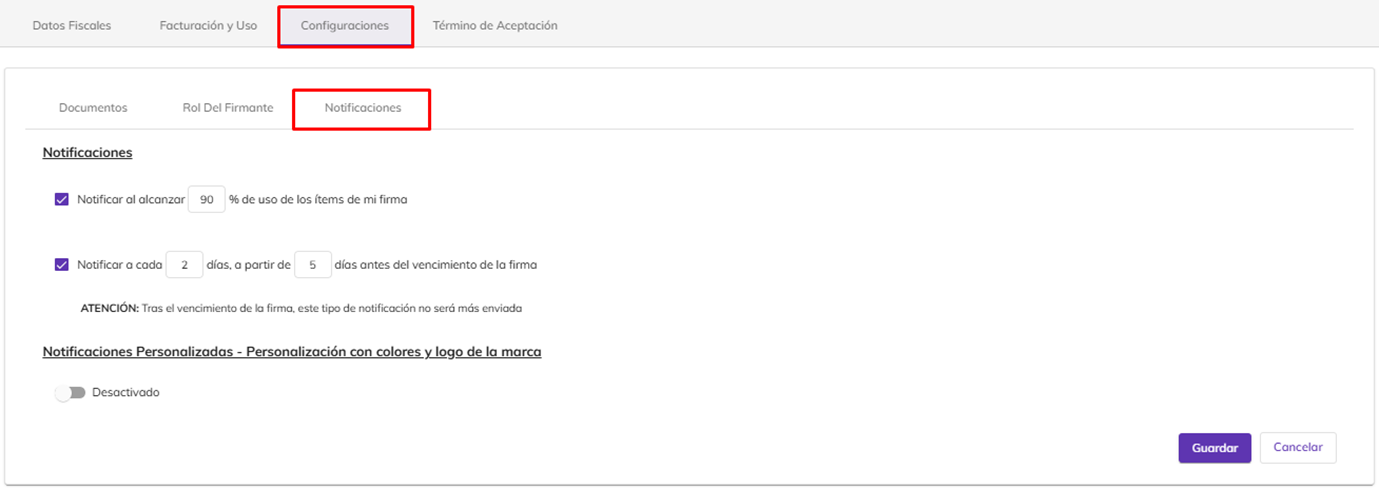 Datos Fiscales Facturación y Uso Configuraciones Término de Aceptación
Documentos Rol Del Firmante Notificaciones
Notificaciones
Notificar al alcanzar 90 % de uso de los ítems de mi firma
Notificar a cada 2 días, a partir de 5 días antes del vencimiento de la firma
ATENCIÓN: Tras el vencimiento de la firma, este tipo de notificación no será más enviada
Notificaciones Personalizadas - Personalización con colores y logo de la marca
Desactivado
Guardar Cancelar